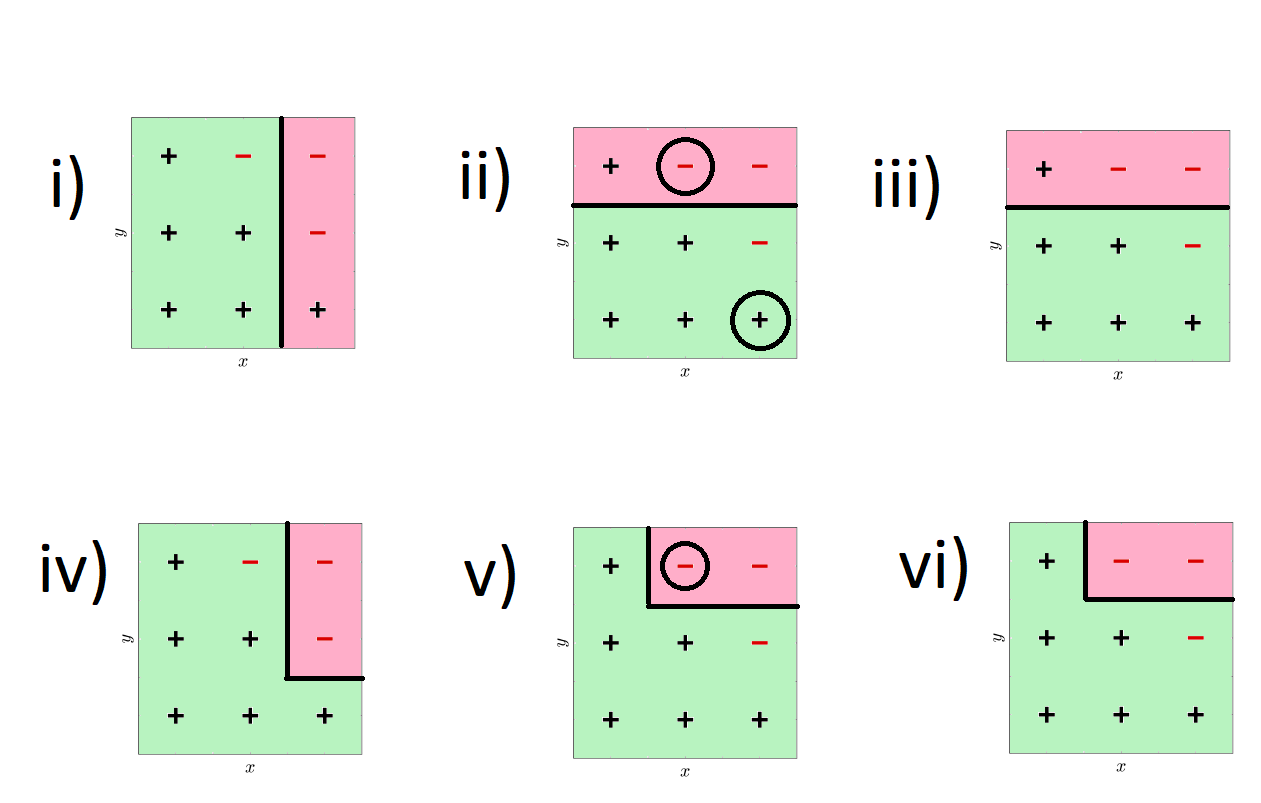 i)
ii)
iii)
+ − −
+ − −
+ − −
y
+ + −
y
+ + −
y
+ + −
+ + +
+ + +
+ + +
x
x
x
iv)
v)
vi)
+ − −
+ − −
+ − −
y
+ + −
y
+ + −
y
+ + −
+ + +
+ + +
+ + +
x
x
x